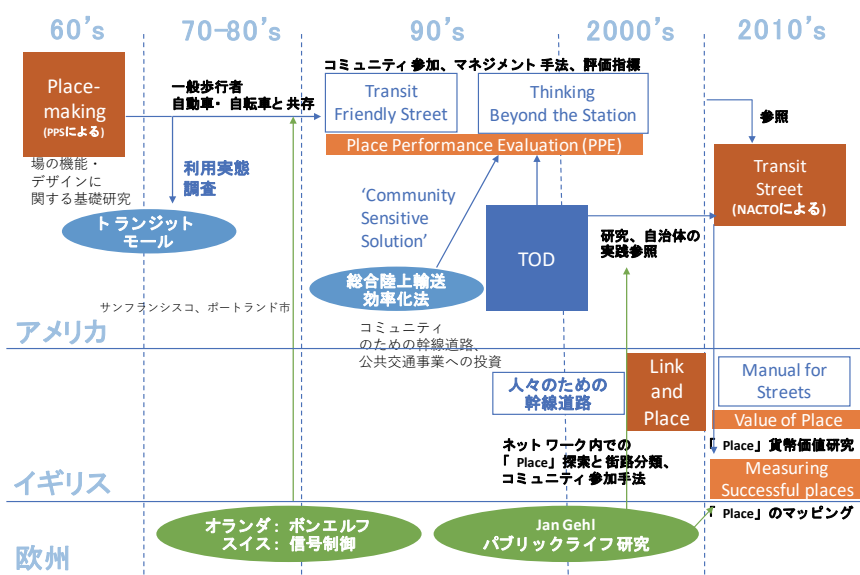 60's
70-80's
90's
2000's
2010's
Place-
making
(PPSによる)
場の機能・
デザインに
関する基礎研究
一般歩行者
自動車・自転車と共存
利用実態
調査
トランジット
モール
サンフランシスコ、ポートランド市
コミュニティ参加、マネジメント手法、評価指標
Transit
Friendly Street
Thinking
Beyond the Station
Place Performance Evaluation (PPE)
'Community
Sensitive
Solution'
総合陸上輸送
効率化法
コミュニティ
のための幹線道路、
公共交通事業への投資
TOD
研究、自治体の
実践参照
参照
Transit
Street
(NACTOによる)
アメリカ
人々のための
幹線道路
Link
and
Place
Manual for
Streets
Value of Place
「Place」貨幣価値研究
ネットワーク内での
「Place」探索と街路分類、
コミュニティ参加手法
Measuring
Successful places
「Place」のマッピング
イギリス
オランダ：ボンエルフ
スイス：信号制御
Jan Gehl
パブリックライフ研究
欧州